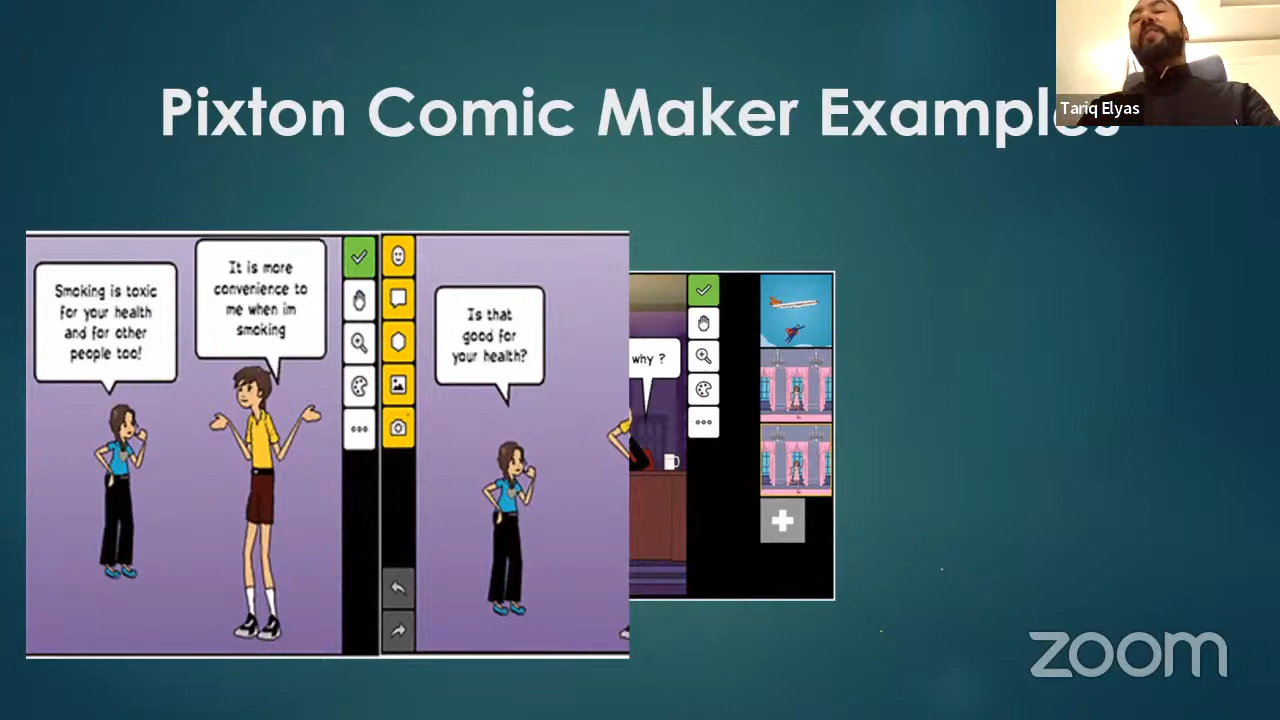 Pixton Comic Maker Examples
Tariq Elyas
Smoking is toxic
for your health
and for other
people too!
It is more
convenience to
me when im
smoking
Is that
good for
your health?
why ?
zoom